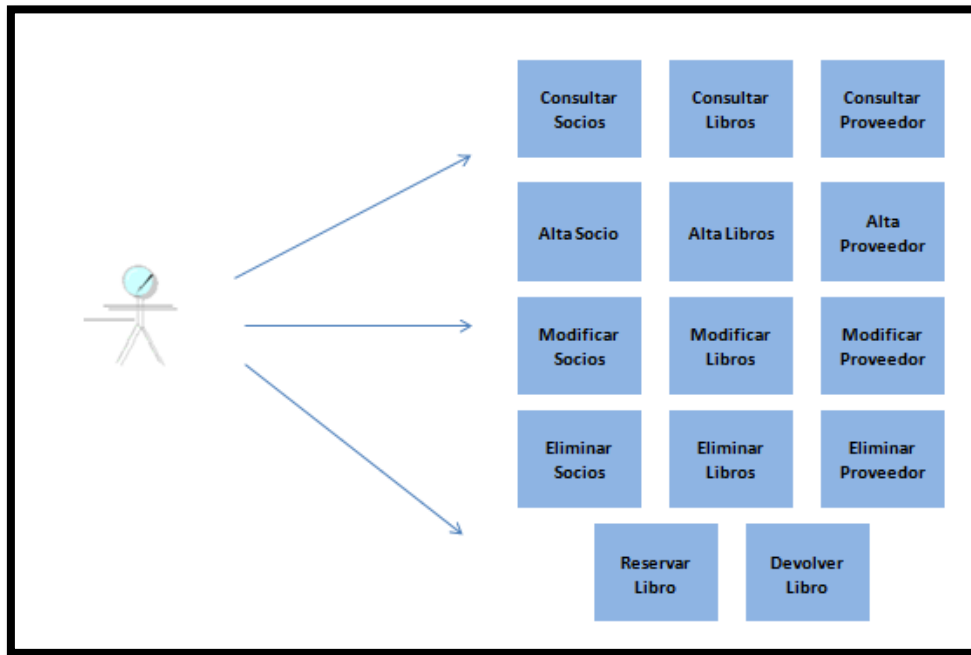 Consultar
Socios
Consultar
Libros
Consultar
Proveedor
Alta Socio
Alta Libros
Alta
Proveedor
Modificar
Socios
Modificar
Libros
Modificar
Proveedor
Eliminar
Socios
Eliminar
Libros
Eliminar
Proveedor
Reservar
Libro
Devolver
Libro